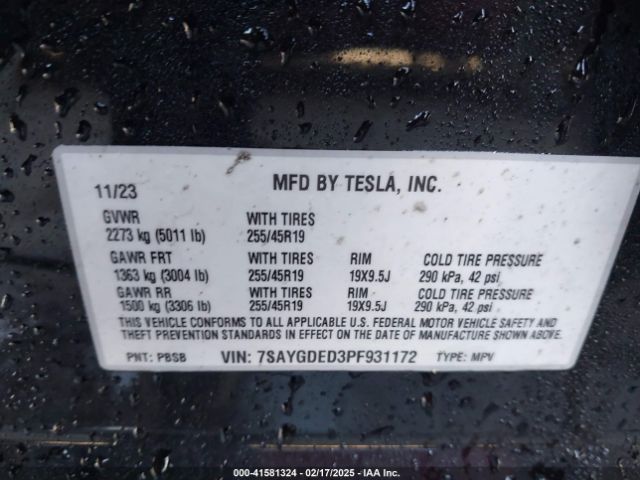 11/23 MFD BY TESLA, INC.
GVWR WITH TIRES
2273 kg (5011 lb) 255/45R19
GAWR FRT WITH TIRES RIM COLD TIRE PRESSURE
1363 kg (3004 lb) 255/45R19 19X9.5J 290 kPa, 42 psi
GAWR RR WITH TIRES RIM COLD TIRE PRESSURE
1500 kg (3306 lb) 255/45R19 19X9.5J 290 kPa, 42 psi
THIS VEHICLE CONFORMS TO ALL APPLICABLE U.S. FEDERAL MOTOR VEHICLE SAFETY AND
THEFT PREVENTION STANDARDS IN EFFECT ON THE DATE OF MANUFACTURE SHOWN ABOVE.
PNT: PBSB VIN: 7SAYGDED3PF931172 TYPE: MPV
000-41581324 | 02/17/2025 - IAA Inc.